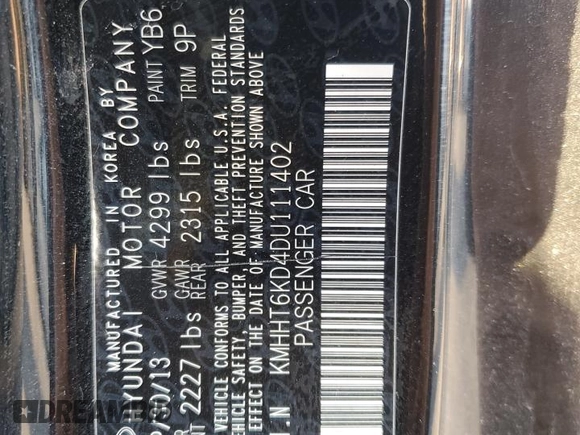 MANUFACTURED IN KOREA BY
HYUNDAI MOTOR COMPANY
/13 GVWR 4299 lbs PAINT YB6
2227 lbs GAWR REAR 2315 lbs TRIM 9P
VEHICLE CONFORMS TO ALL APPLICABLE U.S.A. FEDERAL
VEHICLE SAFETY, BUMPER, AND THEFT PREVENTION STANDARDS
EFFECT ON THE DATE OF MANUFACTURE SHOWN ABOVE
I.N KMHHT6KD4DU111402
PASSENGER CAR